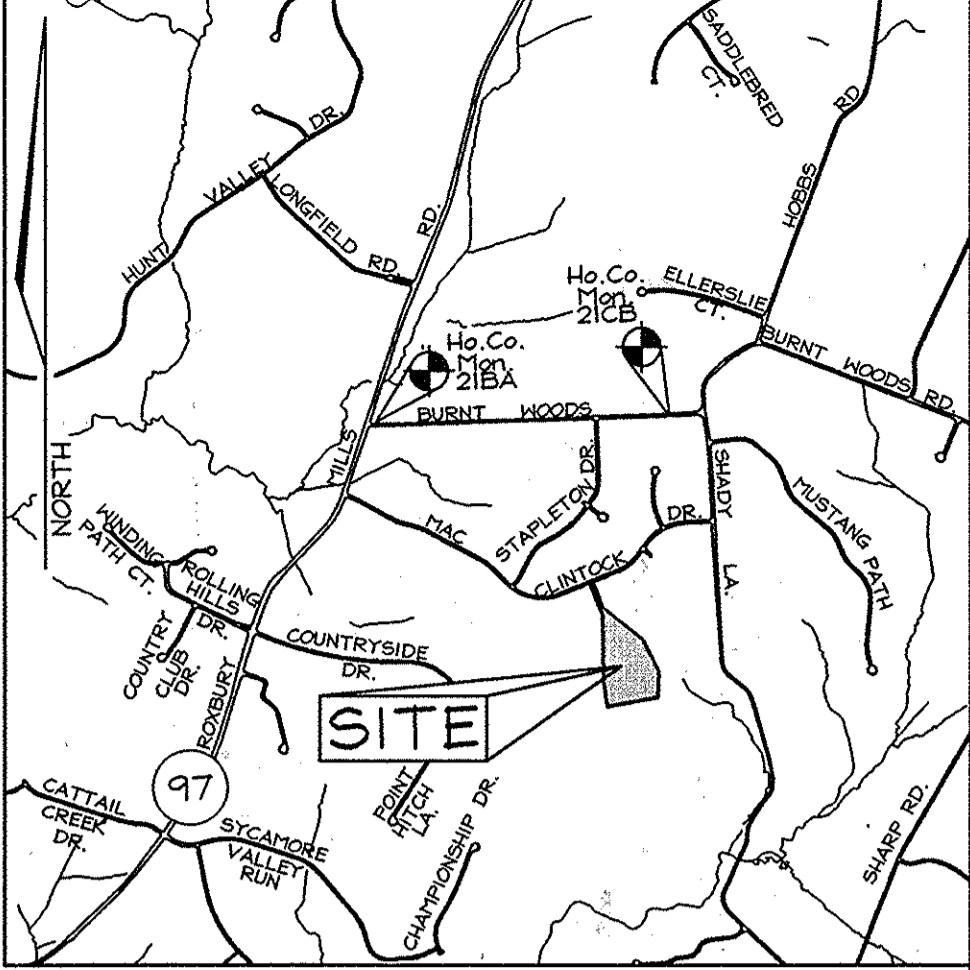 SADDLEBRED
CT.
HUNT VALLEY DR.
LONGFIELD RD.
RD.
HOBBS RD
Ho.Co.
Mon.
21CB
ELLERSLIE
CT.
Ho.Co.
Mon.
21BA
BURNT WOODS RD.
BURNT WOODS
NORTH
MILLS
MAC
STAPLETON DR.
CLINTOCK DR.
SHADY LA.
MUSTANG PATH
WINDING
PATH CT.
ROLLING
HILLS
DR.
COUNTRY
CLUB
DR.
COUNTRYSIDE
DR.
ROXBURY
SITE
97
CATTAIL
CREEK
DR.
SYCAMORE
VALLEY
RUN
POINT
HITCH
LA.
CHAMPIONSHIP DR.
SHARP RD.